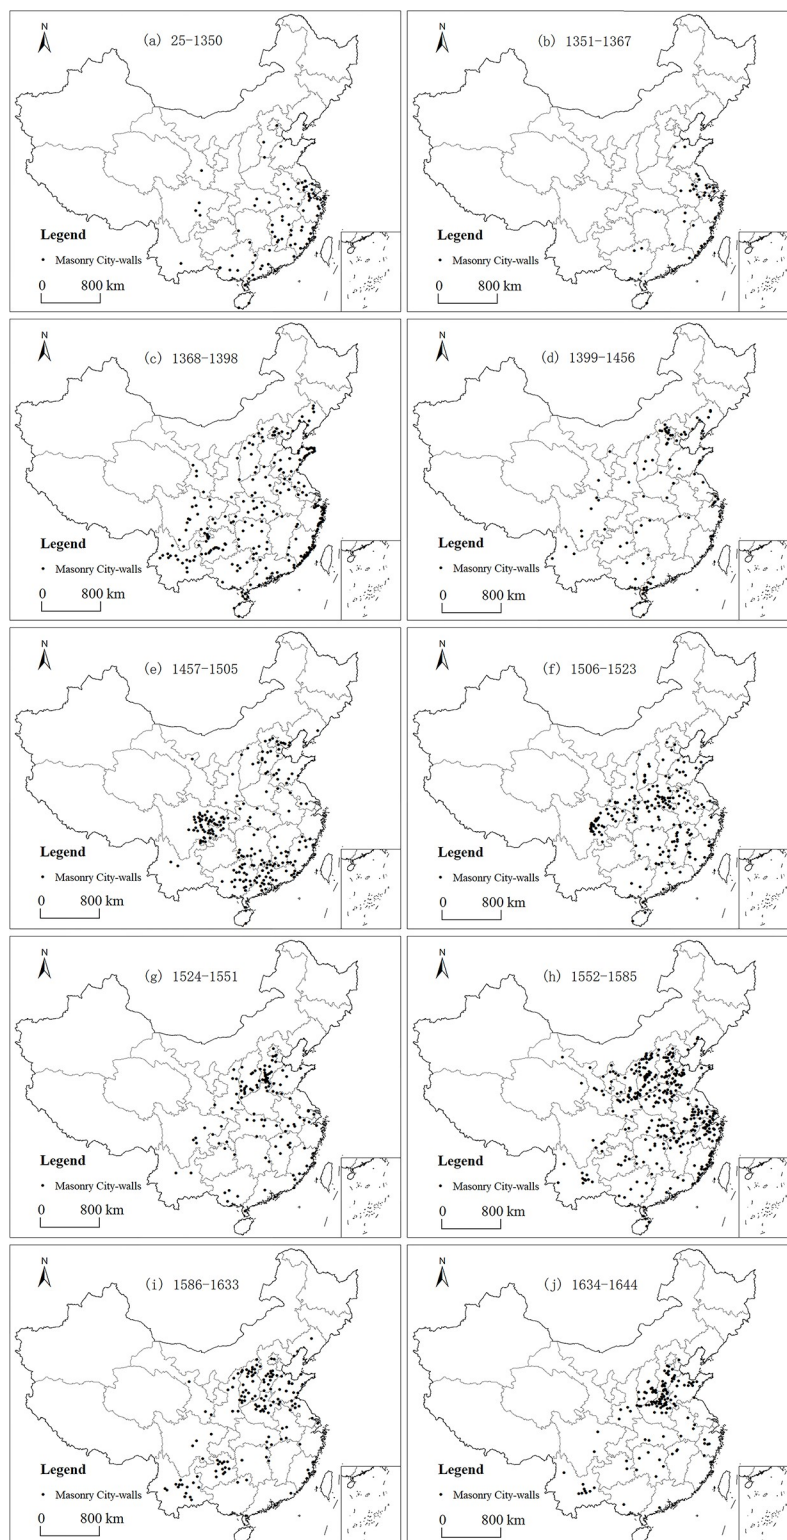 N
(a) 25-1350
Legend
Masonry City-walls
0 800 km
N
(b) 1351-1367
Legend
Masonry City-walls
0 800 km
N
(c) 1368-1398
Legend
Masonry City-walls
0 800 km
N
(d) 1399-1456
Legend
Masonry City-walls
0 800 km
N
(e) 1457-1505
Legend
Masonry City-walls
0 800 km
N
(f) 1506-1523
Legend
Masonry City-walls
0 800 km
N
(g) 1524-1551
Legend
Masonry City-walls
0 800 km
N
(h) 1552-1585
Legend
Masonry City-walls
0 800 km
N
(i) 1586-1633
Legend
Masonry City-walls
0 800 km
N
(j) 1634-1644
Legend
Masonry City-walls
0 800 km